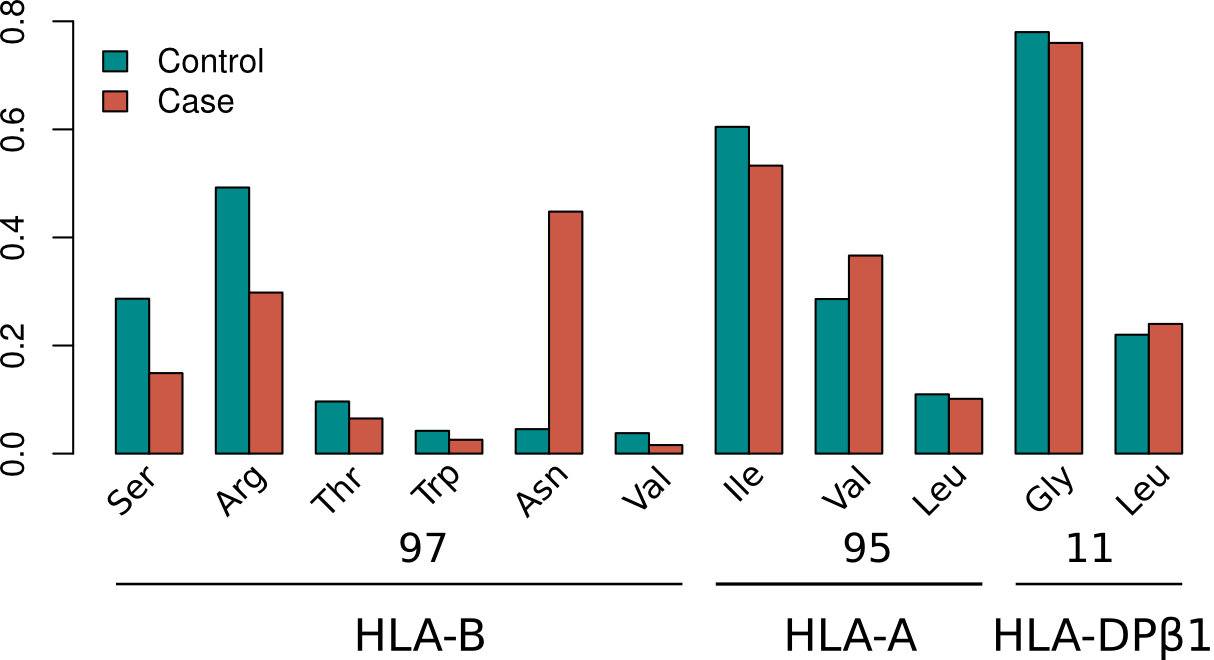 0.8
0.6
0.4
0.2
0.0
Control
Case
Ser Arg Thr Trp Asn Val Ile Val Leu Gly Leu
97 95 11
HLA-B HLA-A HLA-DPβ1